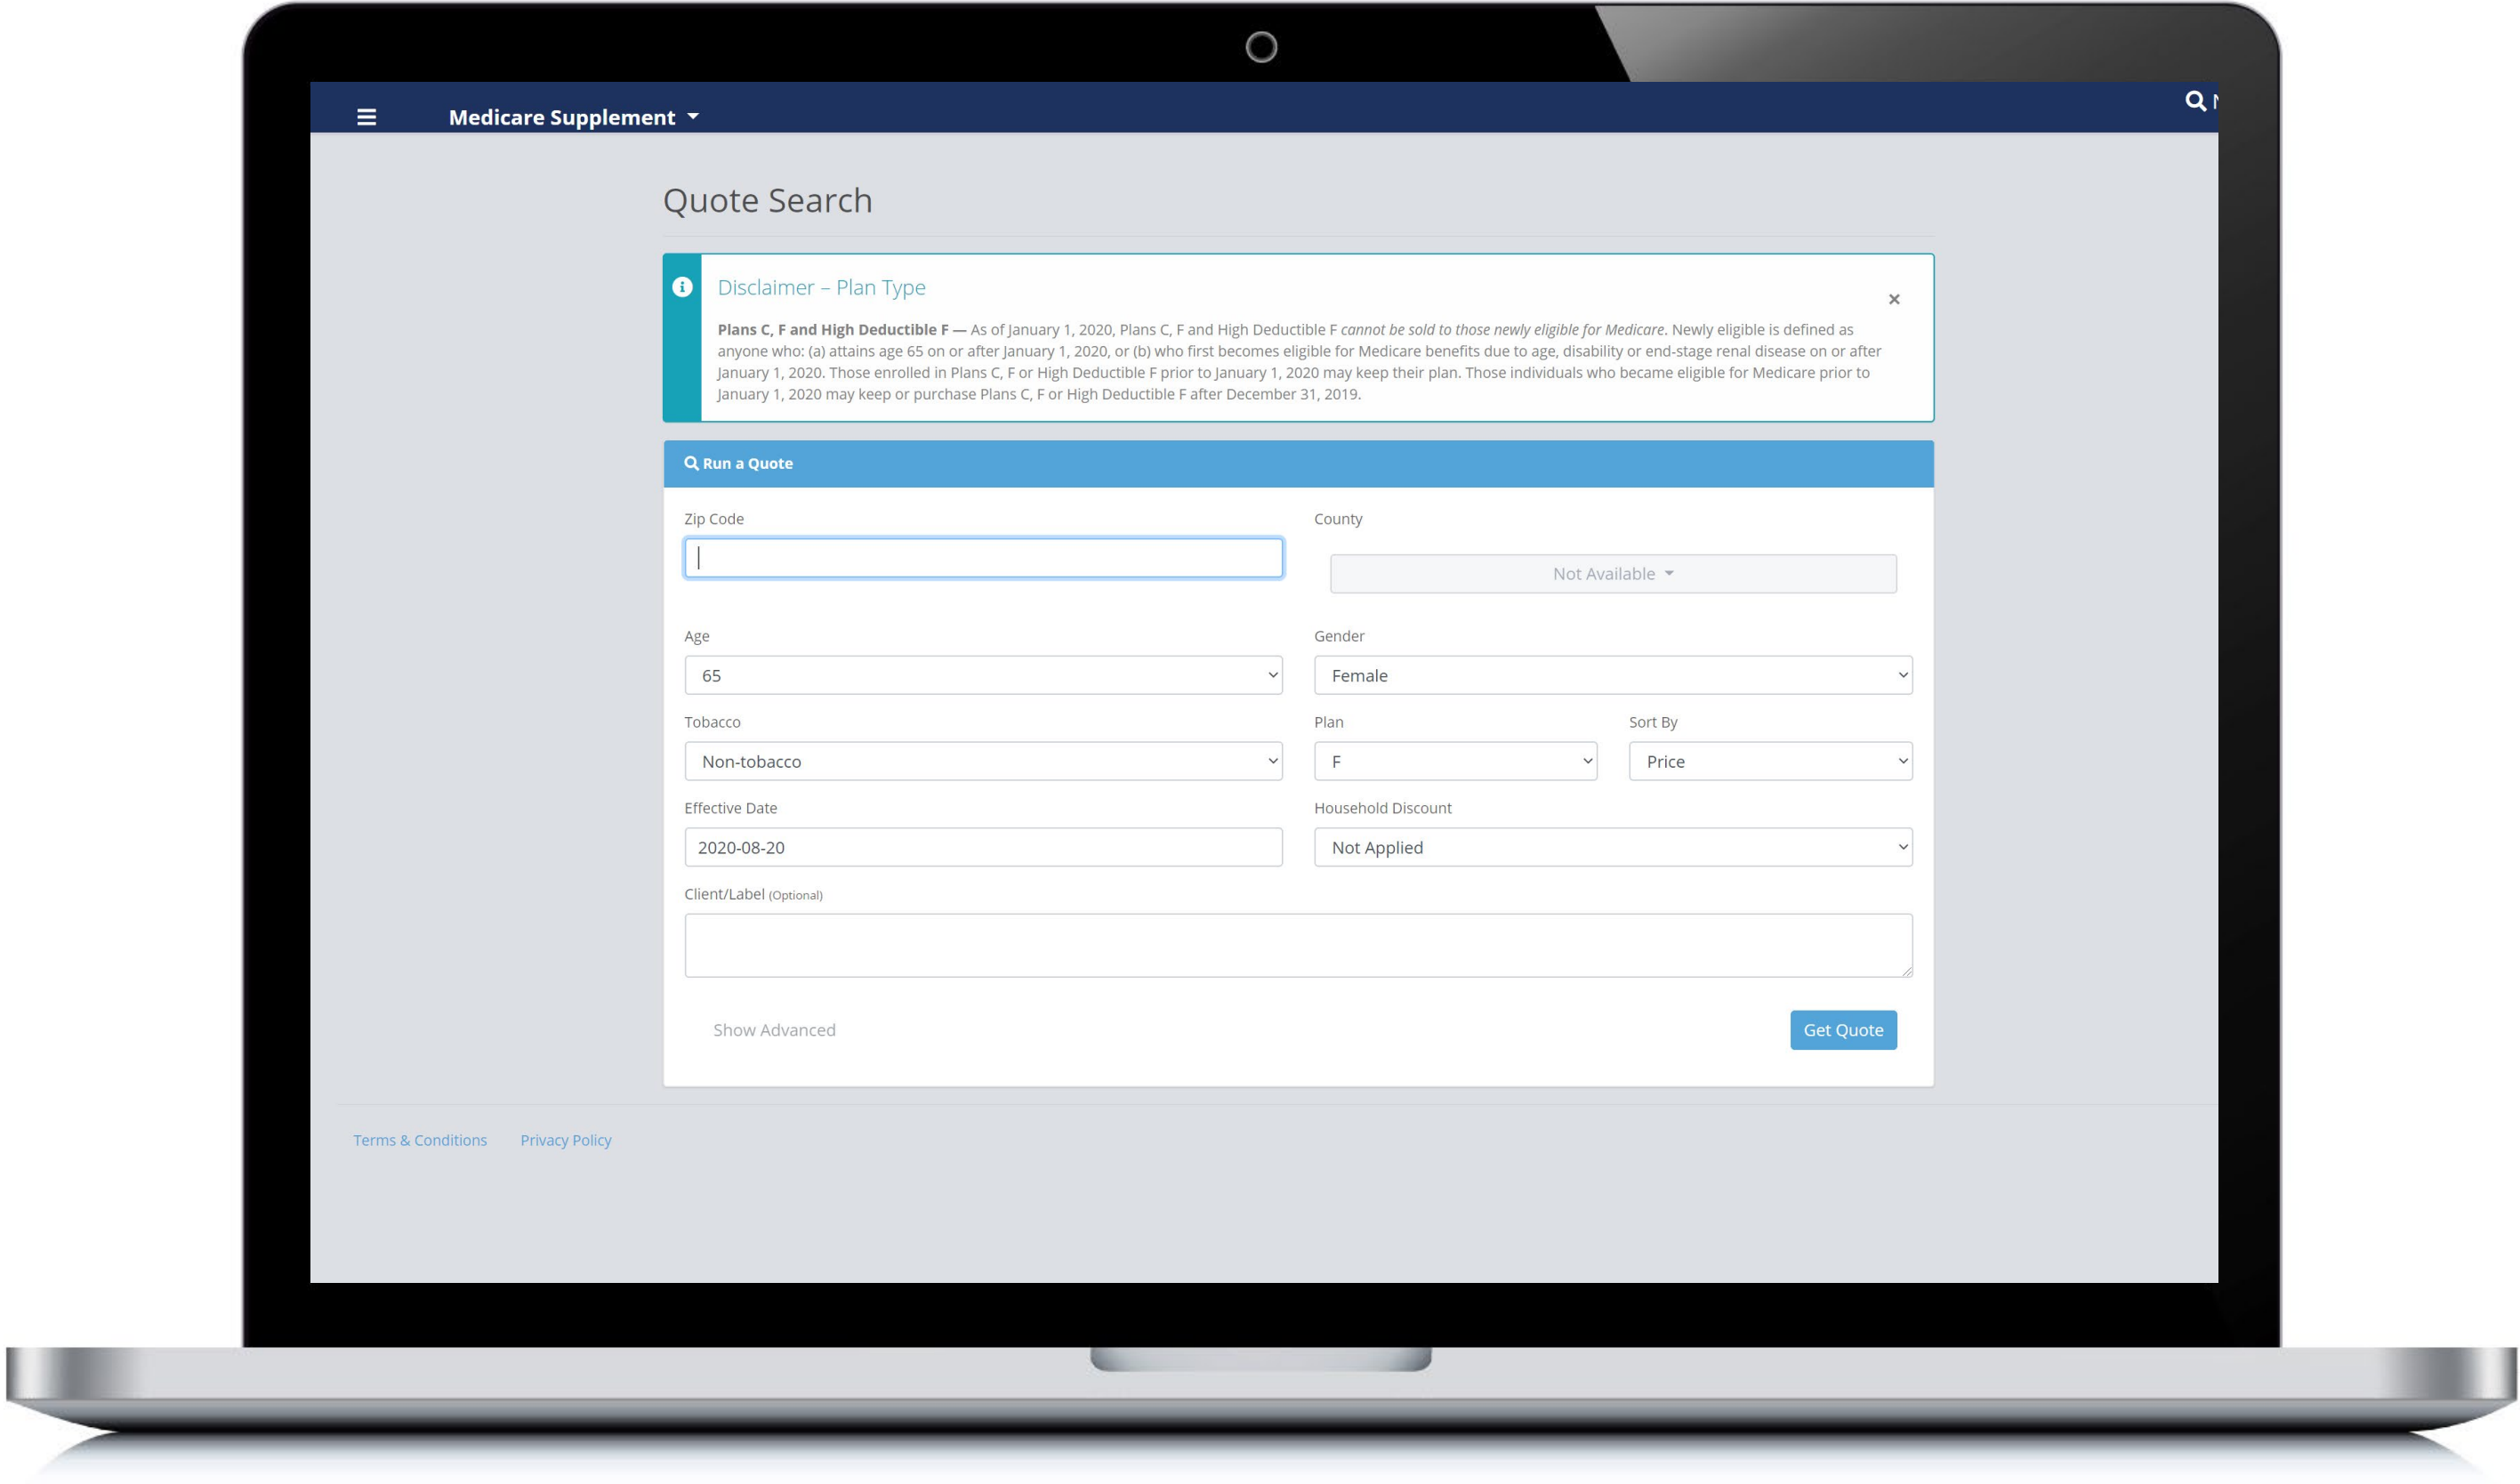 Medicare Supplement
Quote Search
Disclaimer – Plan Type
Plans C, F and High Deductible F — As of January 1, 2020, Plans C, F and High Deductible F cannot be sold to those newly eligible for Medicare. Newly eligible is defined as
anyone who: (a) attains age 65 on or after January 1, 2020, or (b) who first becomes eligible for Medicare benefits due to age, disability or end-stage renal disease on or after
January 1, 2020. Those enrolled in Plans C, F or High Deductible F prior to January 1, 2020 may keep their plan. Those individuals who became eligible for Medicare prior to
January 1, 2020 may keep or purchase Plans C, F or High Deductible F after December 31, 2019.
Run a Quote
Zip Code
County
Not Available
Age
Gender
65
Female
Tobacco
Plan
Sort By
Non-tobacco
F
Price
Effective Date
Household Discount
2020-08-20
Not Applied
Client/Label (Optional)
Show Advanced
Get Quote
Terms & Conditions
Privacy Policy